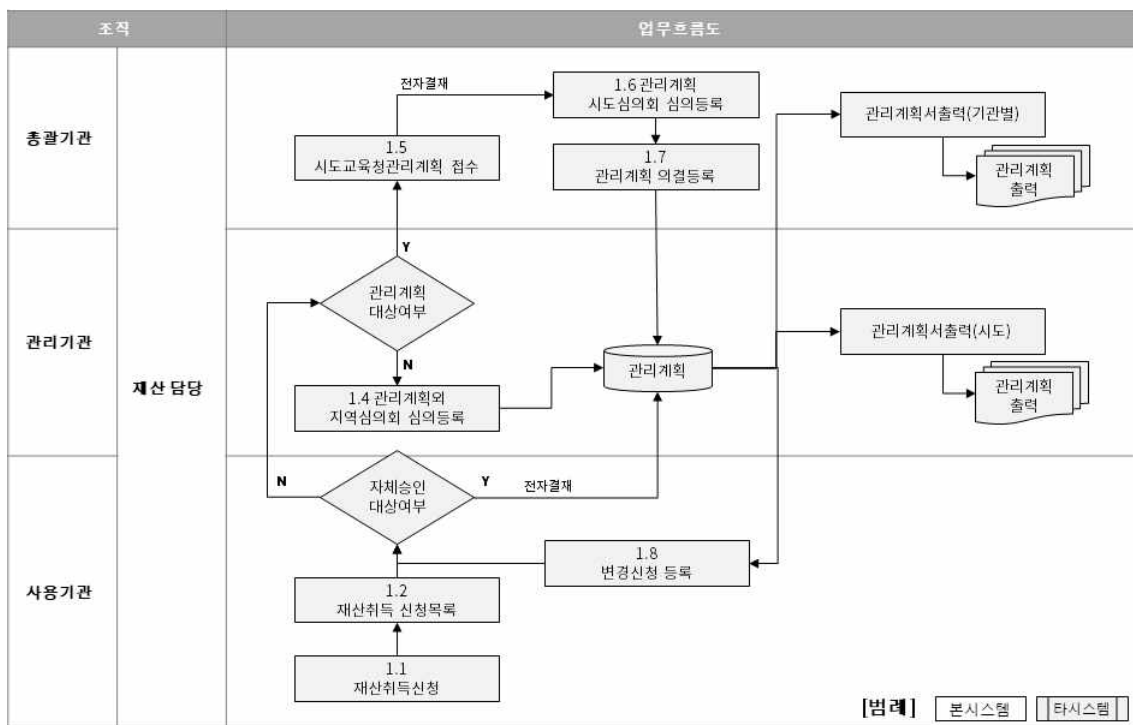 조직
업무흐름도
총괄기관
재산 담당
전자결재
1.6 관리계획
시도심의회 심의등록
관리계획서출력(기관별)
1.5
시도교육청관리계획 접수
1.7
관리계획 의결등록
관리계획
출력
관리기관
Y
관리계획
대상여부
N
1.4 관리계획외
지역심의회 심의등록
관리계획
관리계획서출력(시도)
관리계획
출력
사용기관
N
자체승인
대상여부
Y
전자결재
1.8
변경신청 등록
1.2
재산취득 신청목록
1.1
재산취득신청
[범례]
본시스템
타시스템